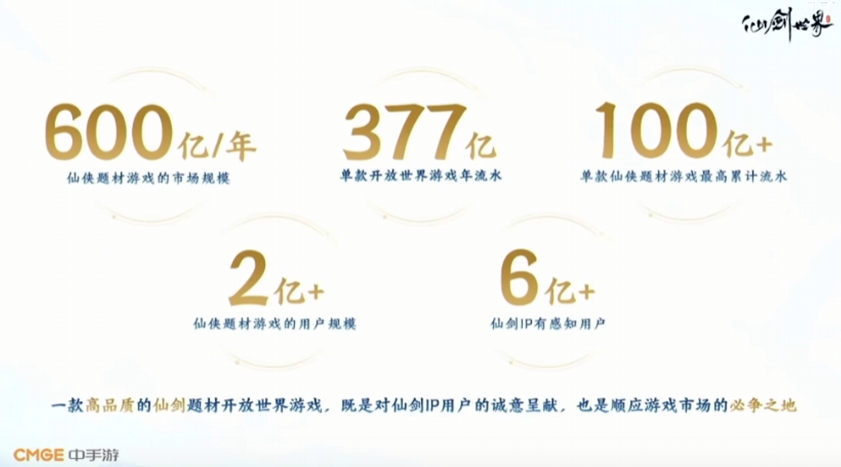 仙剑世界
600亿/年
仙侠题材游戏的市场规模
377亿
单款开放世界游戏年流水
100亿+
单款仙侠题材游戏最高累计流水
2亿+
仙侠题材游戏的用户规模
6亿+
仙剑IP有感知用户
一款高品质的仙剑题材开放世界游戏，既是对仙剑IP用户的诚意呈献，也是顺应游戏市场的必争之地
CMGE 中手游